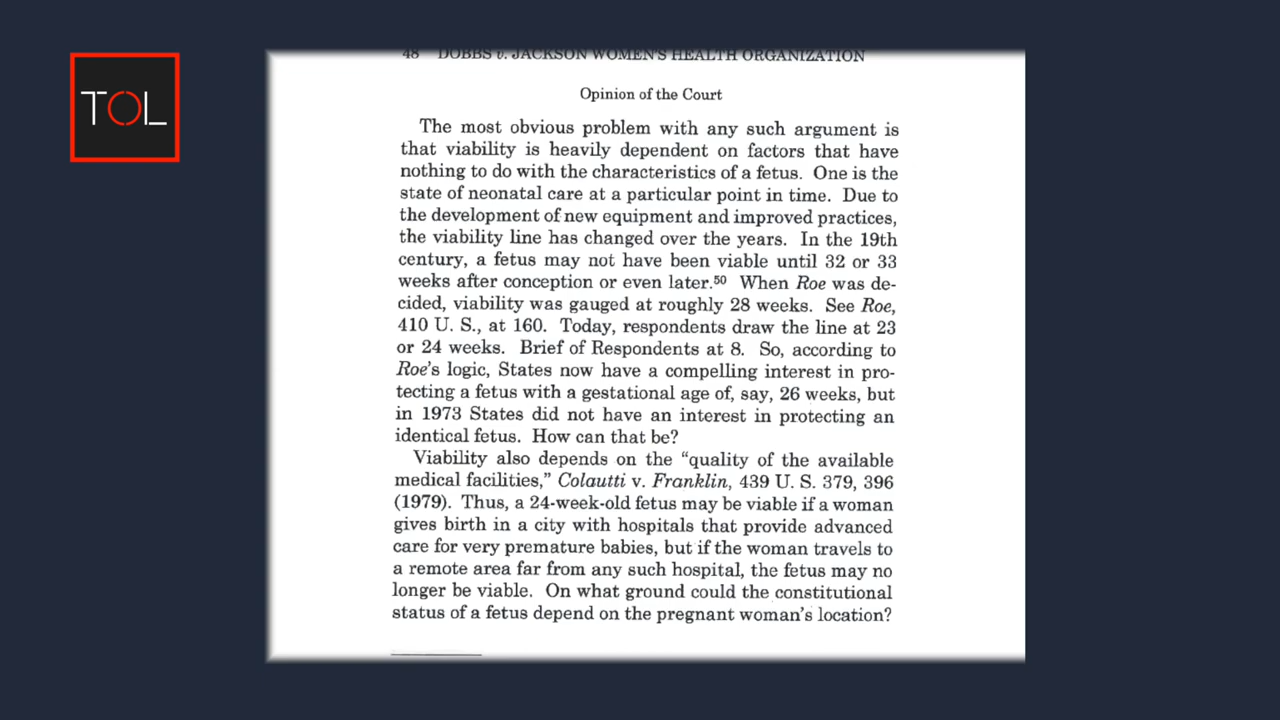 TOL
48 DOBBS v. JACKSON WOMEN'S HEALTH ORGANIZATION
Opinion of the Court
The most obvious problem with any such argument is
that viability is heavily dependent on factors that have
nothing to do with the characteristics of a fetus. One is the
state of neonatal care at a particular point in time. Due to
the development of new equipment and improved practices,
the viability line has changed over the years. In the 19th
century, a fetus may not have been viable until 32 or 33
weeks after conception or even later.⁵⁰ When Roe was de-
cided, viability was gauged at roughly 28 weeks. See Roe,
410 U. S., at 160. Today, respondents draw the line at 23
or 24 weeks. Brief of Respondents at 8. So, according to
Roe's logic, States now have a compelling interest in pro-
tecting a fetus with a gestational age of, say, 26 weeks, but
in 1973 States did not have an interest in protecting an
identical fetus. How can that be?
Viability also depends on the “quality of the available
medical facilities,” Colautti v. Franklin, 439 U. S. 379, 396
(1979). Thus, a 24-week-old fetus may be viable if a woman
gives birth in a city with hospitals that provide advanced
care for very premature babies, but if the woman travels to
a remote area far from any such hospital, the fetus may no
longer be viable. On what ground could the constitutional
status of a fetus depend on the pregnant woman's location?